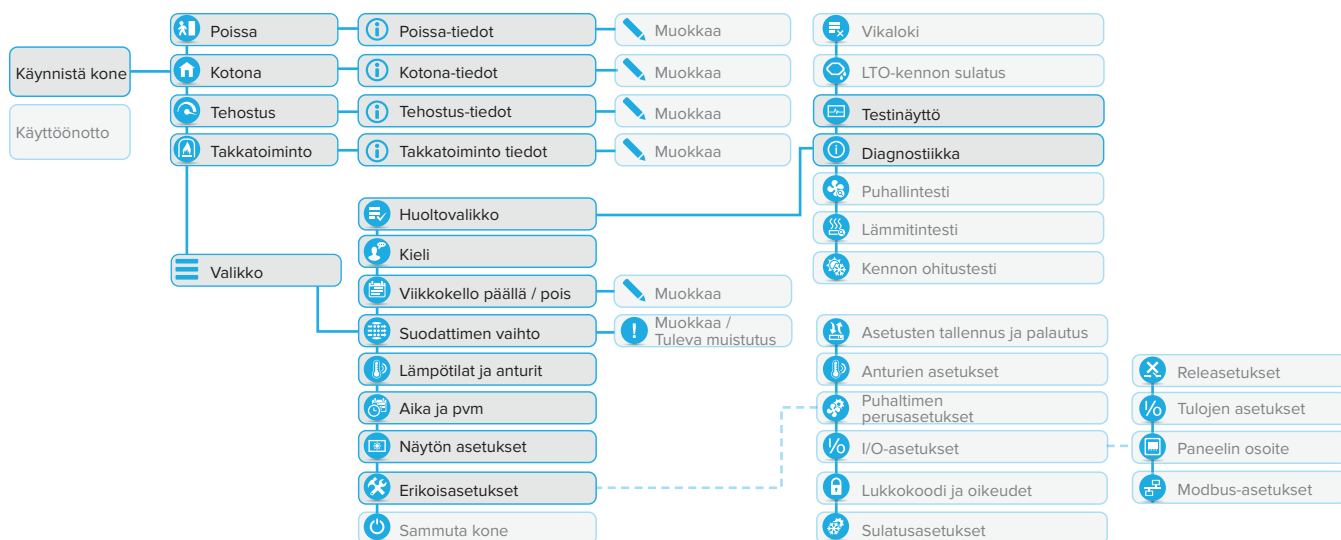 Käynnistä kone
Käyttöönotto
Poissa
Kotona
Tehostus
Takkatoiminto
Valikko
Poissa-tiedot
Kotona-tiedot
Tehostus-tiedot
Takkatoiminto tiedot
Muokkaa
Muokkaa
Muokkaa
Muokkaa
Huoltovalikko
Kieli
Viikkokello päällä / pois
Suodattimen vaihto
Lämpötilat ja anturit
Aika ja pvm
Näytön asetukset
Erikoisasetukset
Sammuta kone
Muokkaa
Muokkaa /
Tuleva muistutus
Vikaloki
LTO-kennon sulatus
Testinäyttö
Diagnostiikka
Puhallintesti
Lämmitintesti
Kennon ohitustesti
Asetusten tallennus ja palautus
Anturien asetukset
Puhaltimen
perusasetukset
I/O-asetukset
Lukkokoodi ja oikeudet
Sulatusasetukset
Releasetukset
Tulojen asetukset
Paneelin osoite
Modbus-asetukset